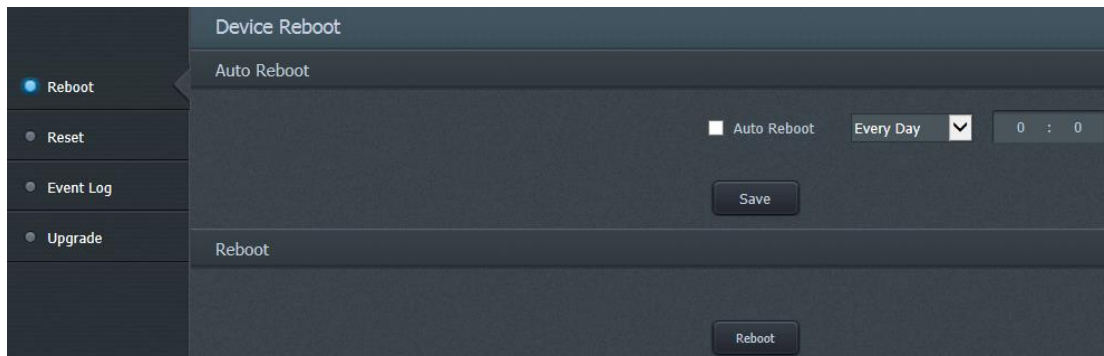 Device Reboot
Reboot
Reset
Event Log
Upgrade
Auto Reboot
Auto Reboot Every Day 0 : 0
Save
Reboot
Reboot